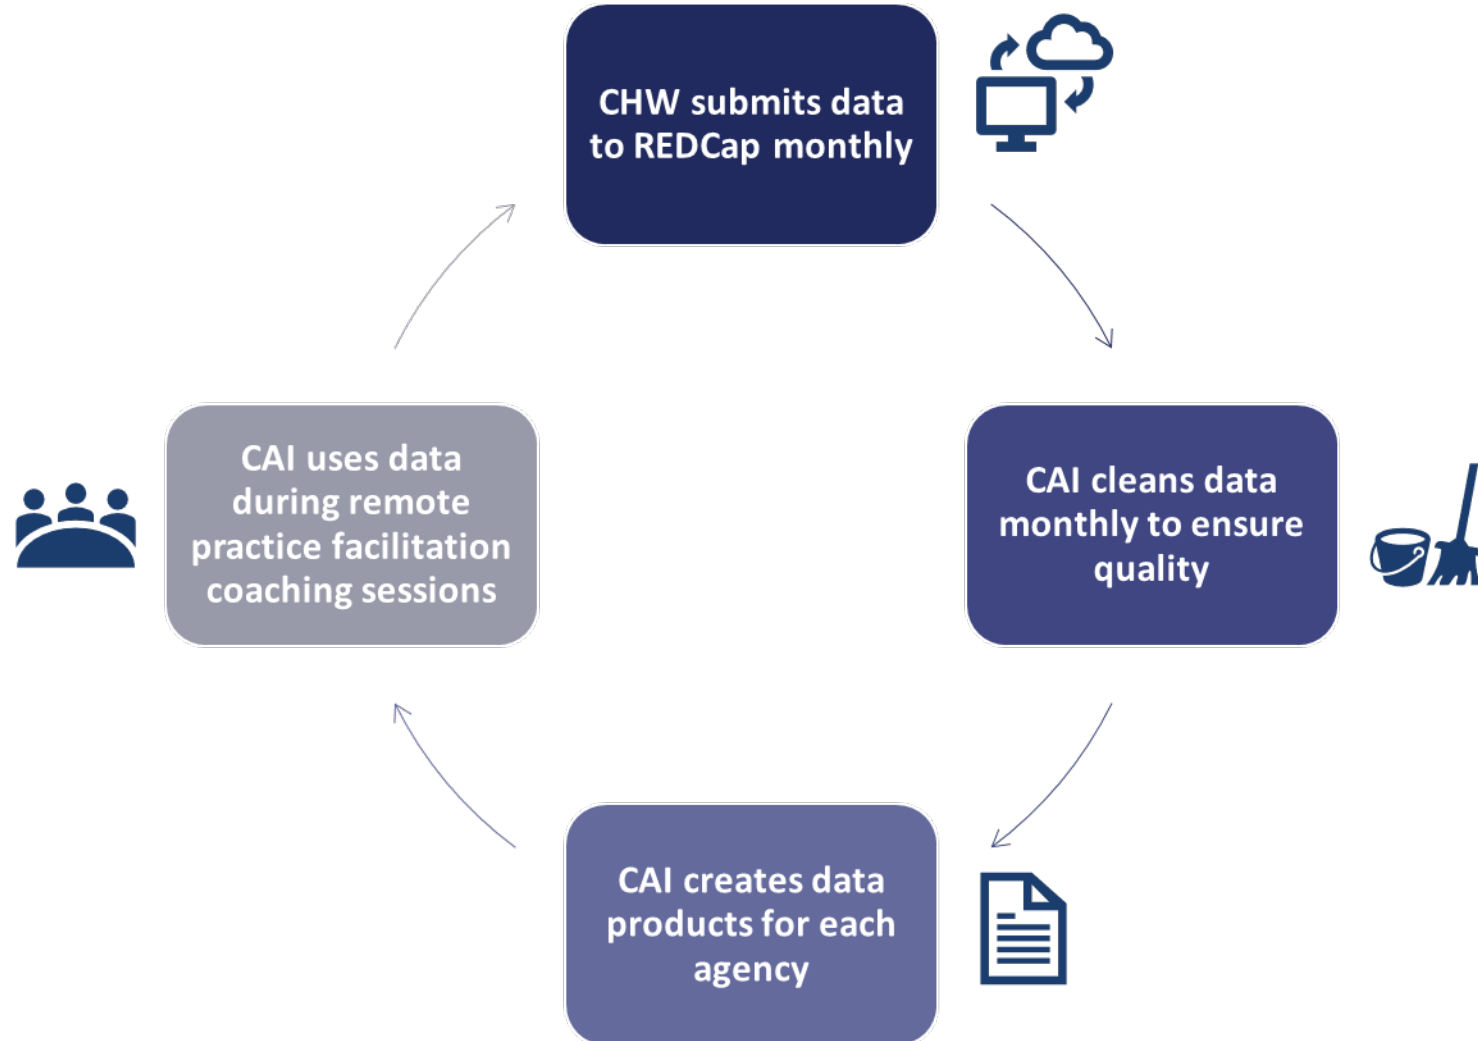 CHW submits data
to REDCap monthly
CAI cleans data
monthly to ensure
quality
CAI creates data
products for each
agency
CAI uses data
during remote
practice facilitation
coaching sessions